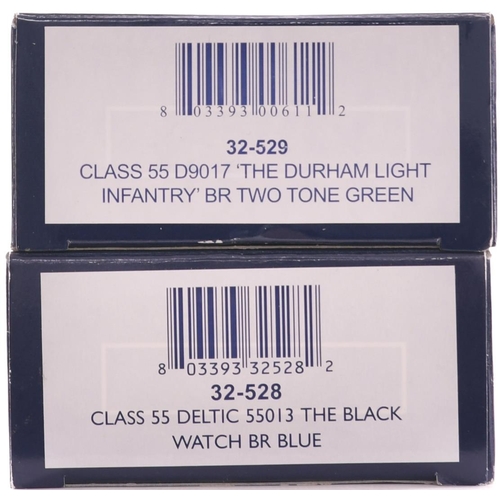 8 03393 00611 2
32-529
CLASS 55 D9017 'THE DURHAM LIGHT
INFANTRY' BR TWO TONE GREEN
8 03393 32528 2
32-528
CLASS 55 DELTIC 55013 THE BLACK
WATCH BR BLUE